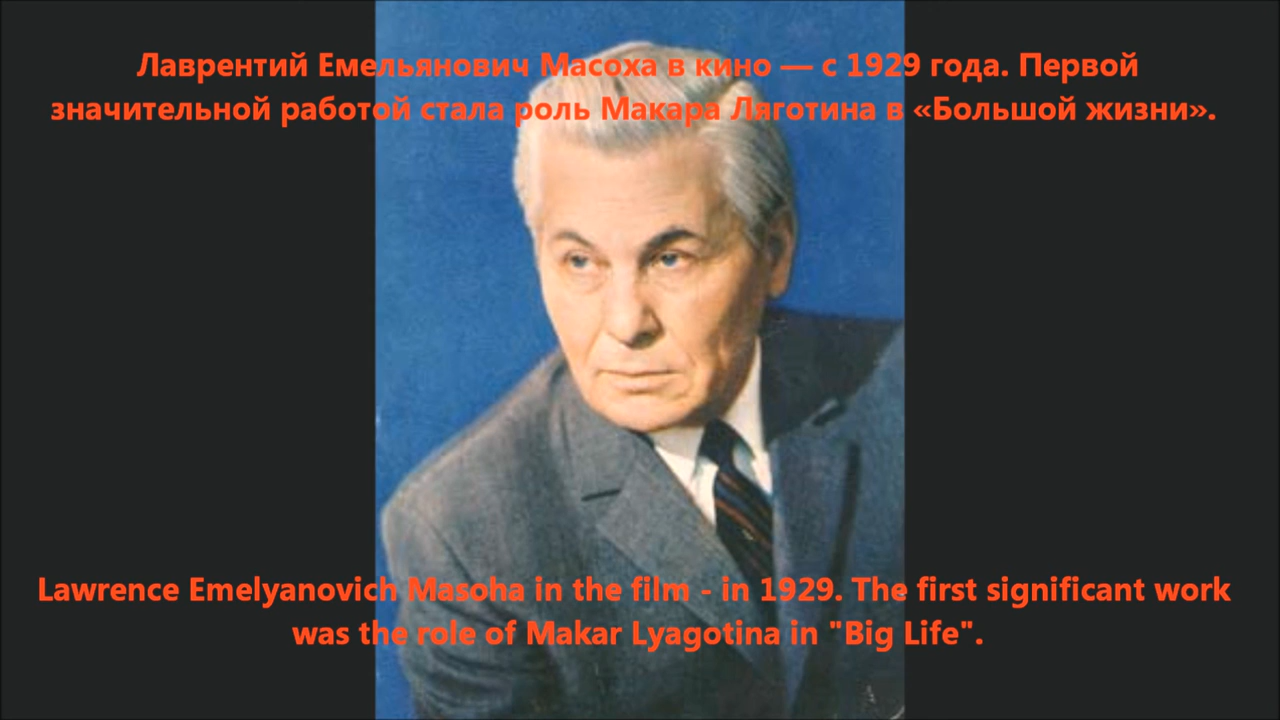 Лаврентий Емельянович Масоха в кино — с 1929 года. Первой
значительной работой стала роль Макара Ляготина в «Большой жизни».
Lawrence Emelyanovich Masoha in the film - in 1929. The first significant work
was the role of Makar Lyagotina in "Big Life".